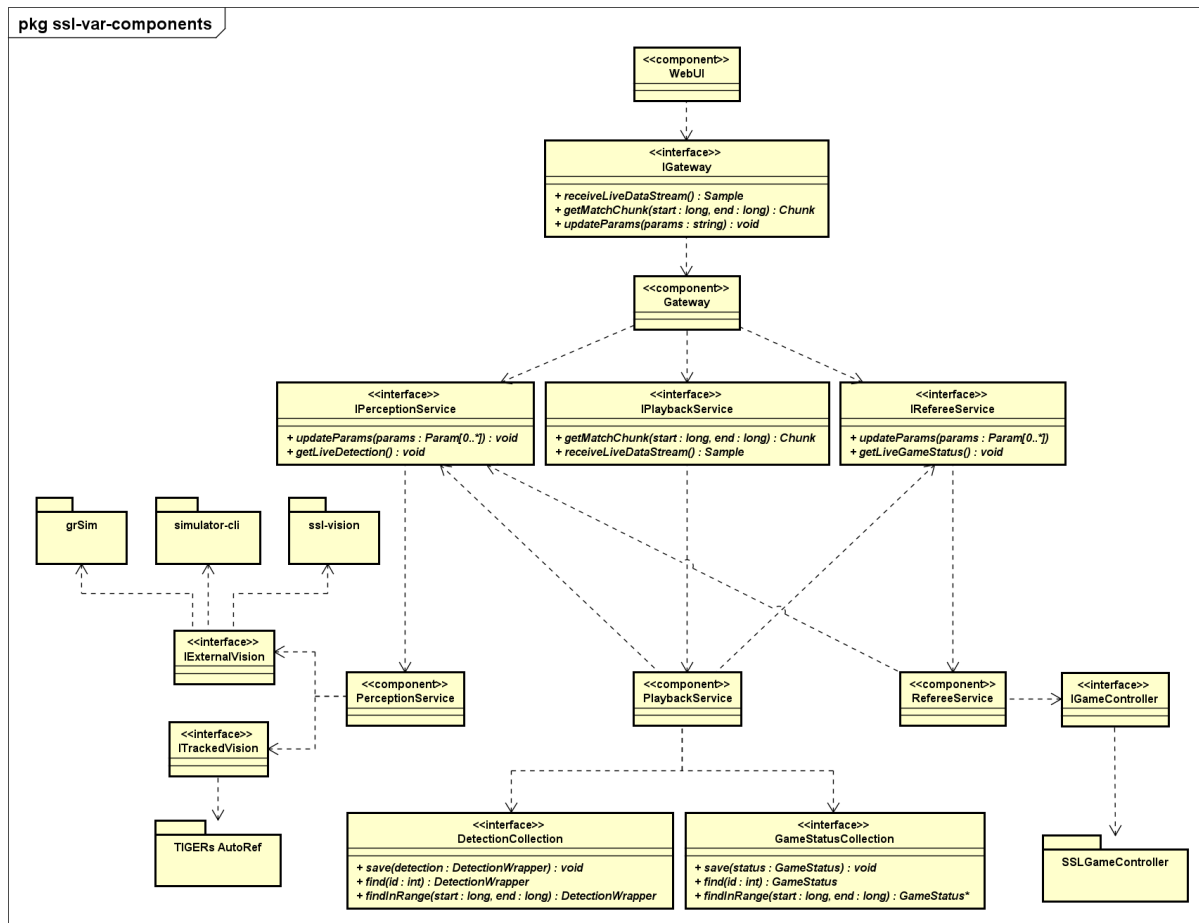 pkg ssl-var-components
<<component>>
WebUI
<<interface>>
IGateway
+ receiveLiveDataStream() : Sample
+ getMatchChunk(start : long, end : long) : Chunk
+ updateParams(params : string) : void
<<component>>
Gateway
<<interface>>
IPerceptionService
+ updateParams(params : Param[0..*]) : void
+ getLiveDetection() : void
<<interface>>
IPlaybackService
+ getMatchChunk(start : long, end : long) : Chunk
+ receiveLiveDataStream() : Sample
<<interface>>
IRefereeService
+ updateParams(params : Param[0..*])
+ getLiveGameStatus() : void
grSim
simulator-cli
ssl-vision
<<interface>>
IExternalVision
<<component>>
PerceptionService
<<component>>
PlaybackService
<<component>>
RefereeService
<<interface>>
IGameController
<<interface>>
ITrackedVision
TIGERs AutoRef
<<interface>>
DetectionCollection
+ save(detection : DetectionWrapper) : void
+ find(id : int) : DetectionWrapper
+ findInRange(start : long, end : long) : DetectionWrapper
<<interface>>
GameStatusCollection
+ save(status : GameStatus) : void
+ find(id : int) : GameStatus
+ findInRange(start : long, end : long) : GameStatus*
SSLGameController